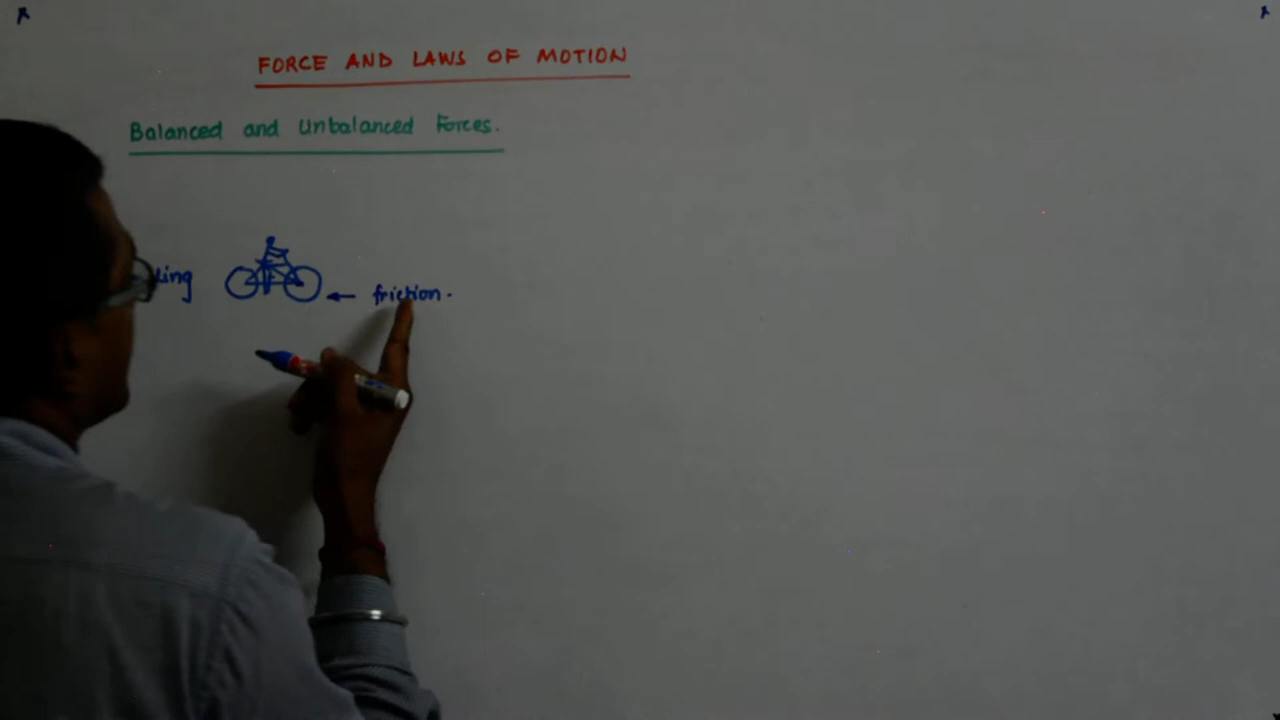 FORCE AND LAWS OF MOTION
Balanced and Unbalanced Forces.
friction.